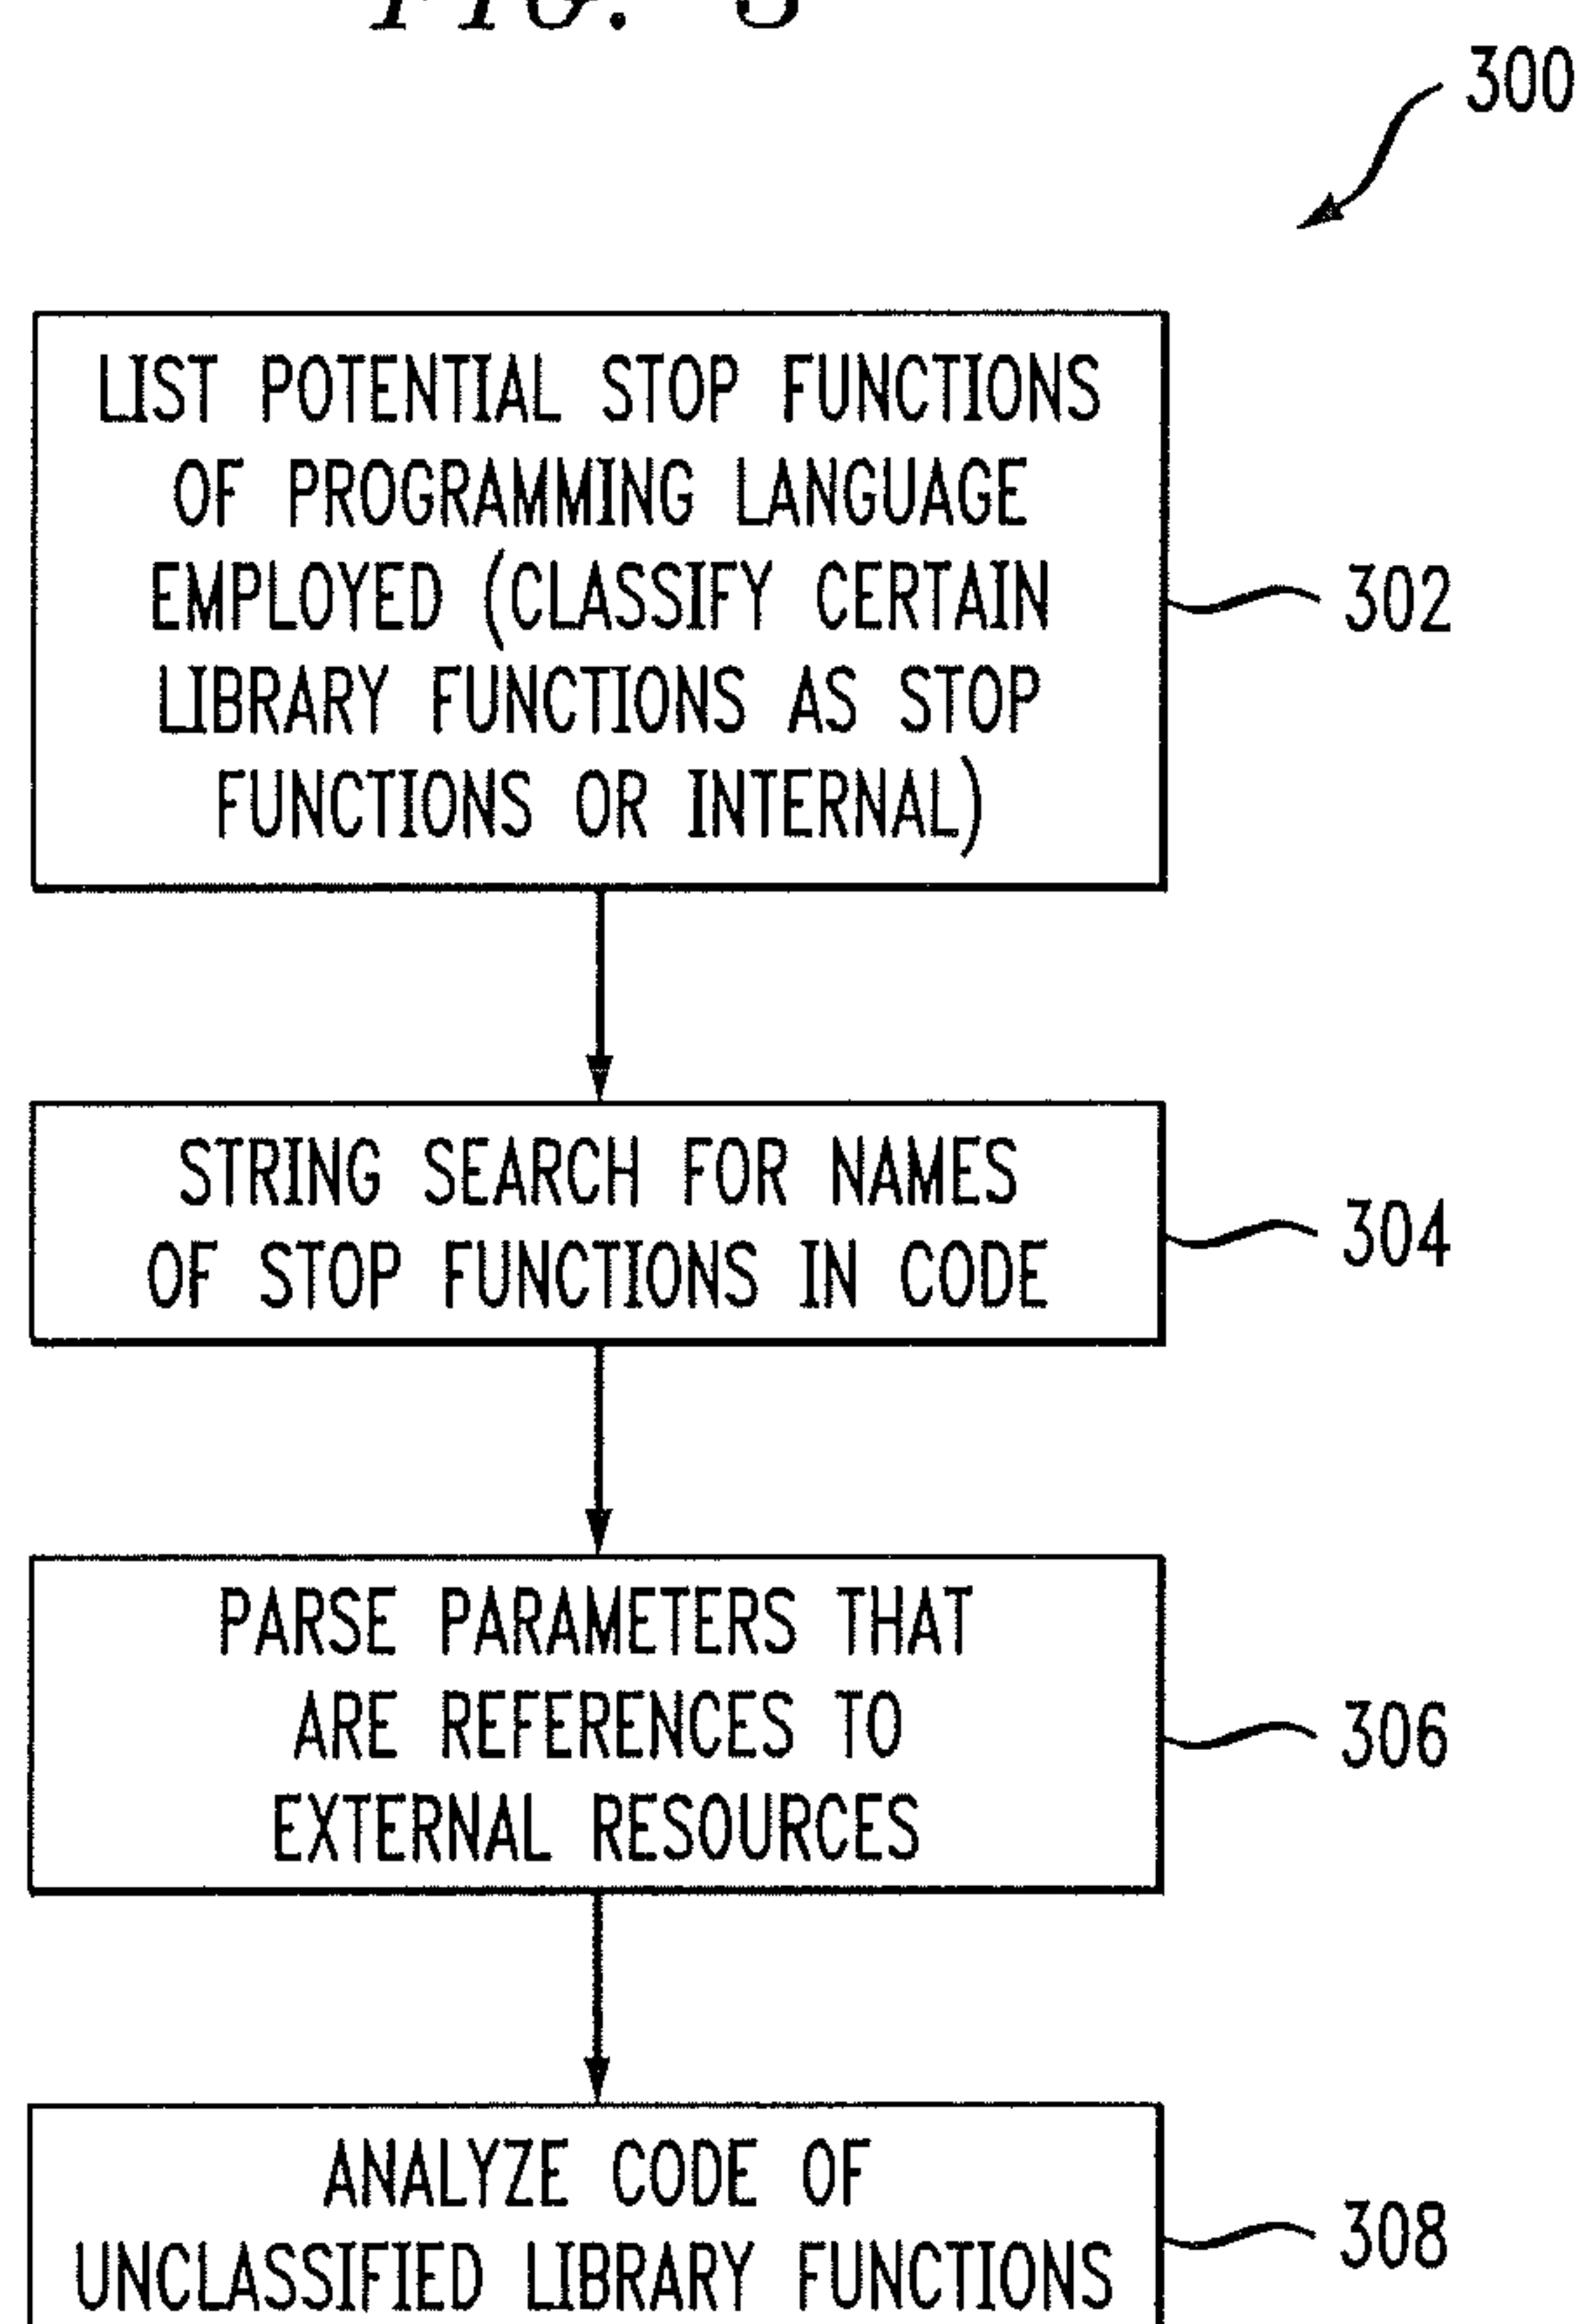 FIG. 3
300
LIST POTENTIAL STOP FUNCTIONS
OF PROGRAMMING LANGUAGE
EMPLOYED (CLASSIFY CERTAIN
LIBRARY FUNCTIONS AS STOP
FUNCTIONS OR INTERNAL)
302
STRING SEARCH FOR NAMES
OF STOP FUNCTIONS IN CODE
304
PARSE PARAMETERS THAT
ARE REFERENCES TO
EXTERNAL RESOURCES
306
ANALYZE CODE OF
UNCLASSIFIED LIBRARY FUNCTIONS
308